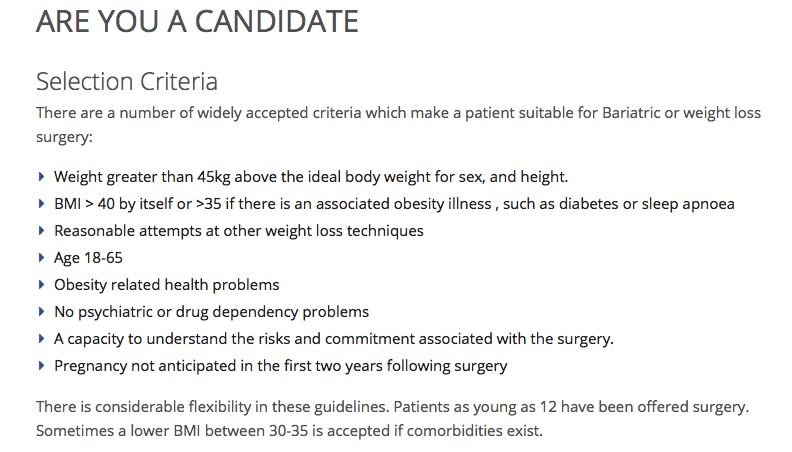 ARE YOU A CANDIDATE
Selection Criteria
There are a number of widely accepted criteria which make a patient suitable for Bariatric or weight loss
surgery:
Weight greater than 45kg above the ideal body weight for sex, and height.
BMI > 40 by itself or >35 if there is an associated obesity illness , such as diabetes or sleep apnoea
Reasonable attempts at other weight loss techniques
Age 18-65
Obesity related health problems
No psychiatric or drug dependency problems
A capacity to understand the risks and commitment associated with the surgery.
Pregnancy not anticipated in the first two years following surgery
There is considerable flexibility in these guidelines. Patients as young as 12 have been offered surgery.
Sometimes a lower BMI between 30-35 is accepted if comorbidities exist.